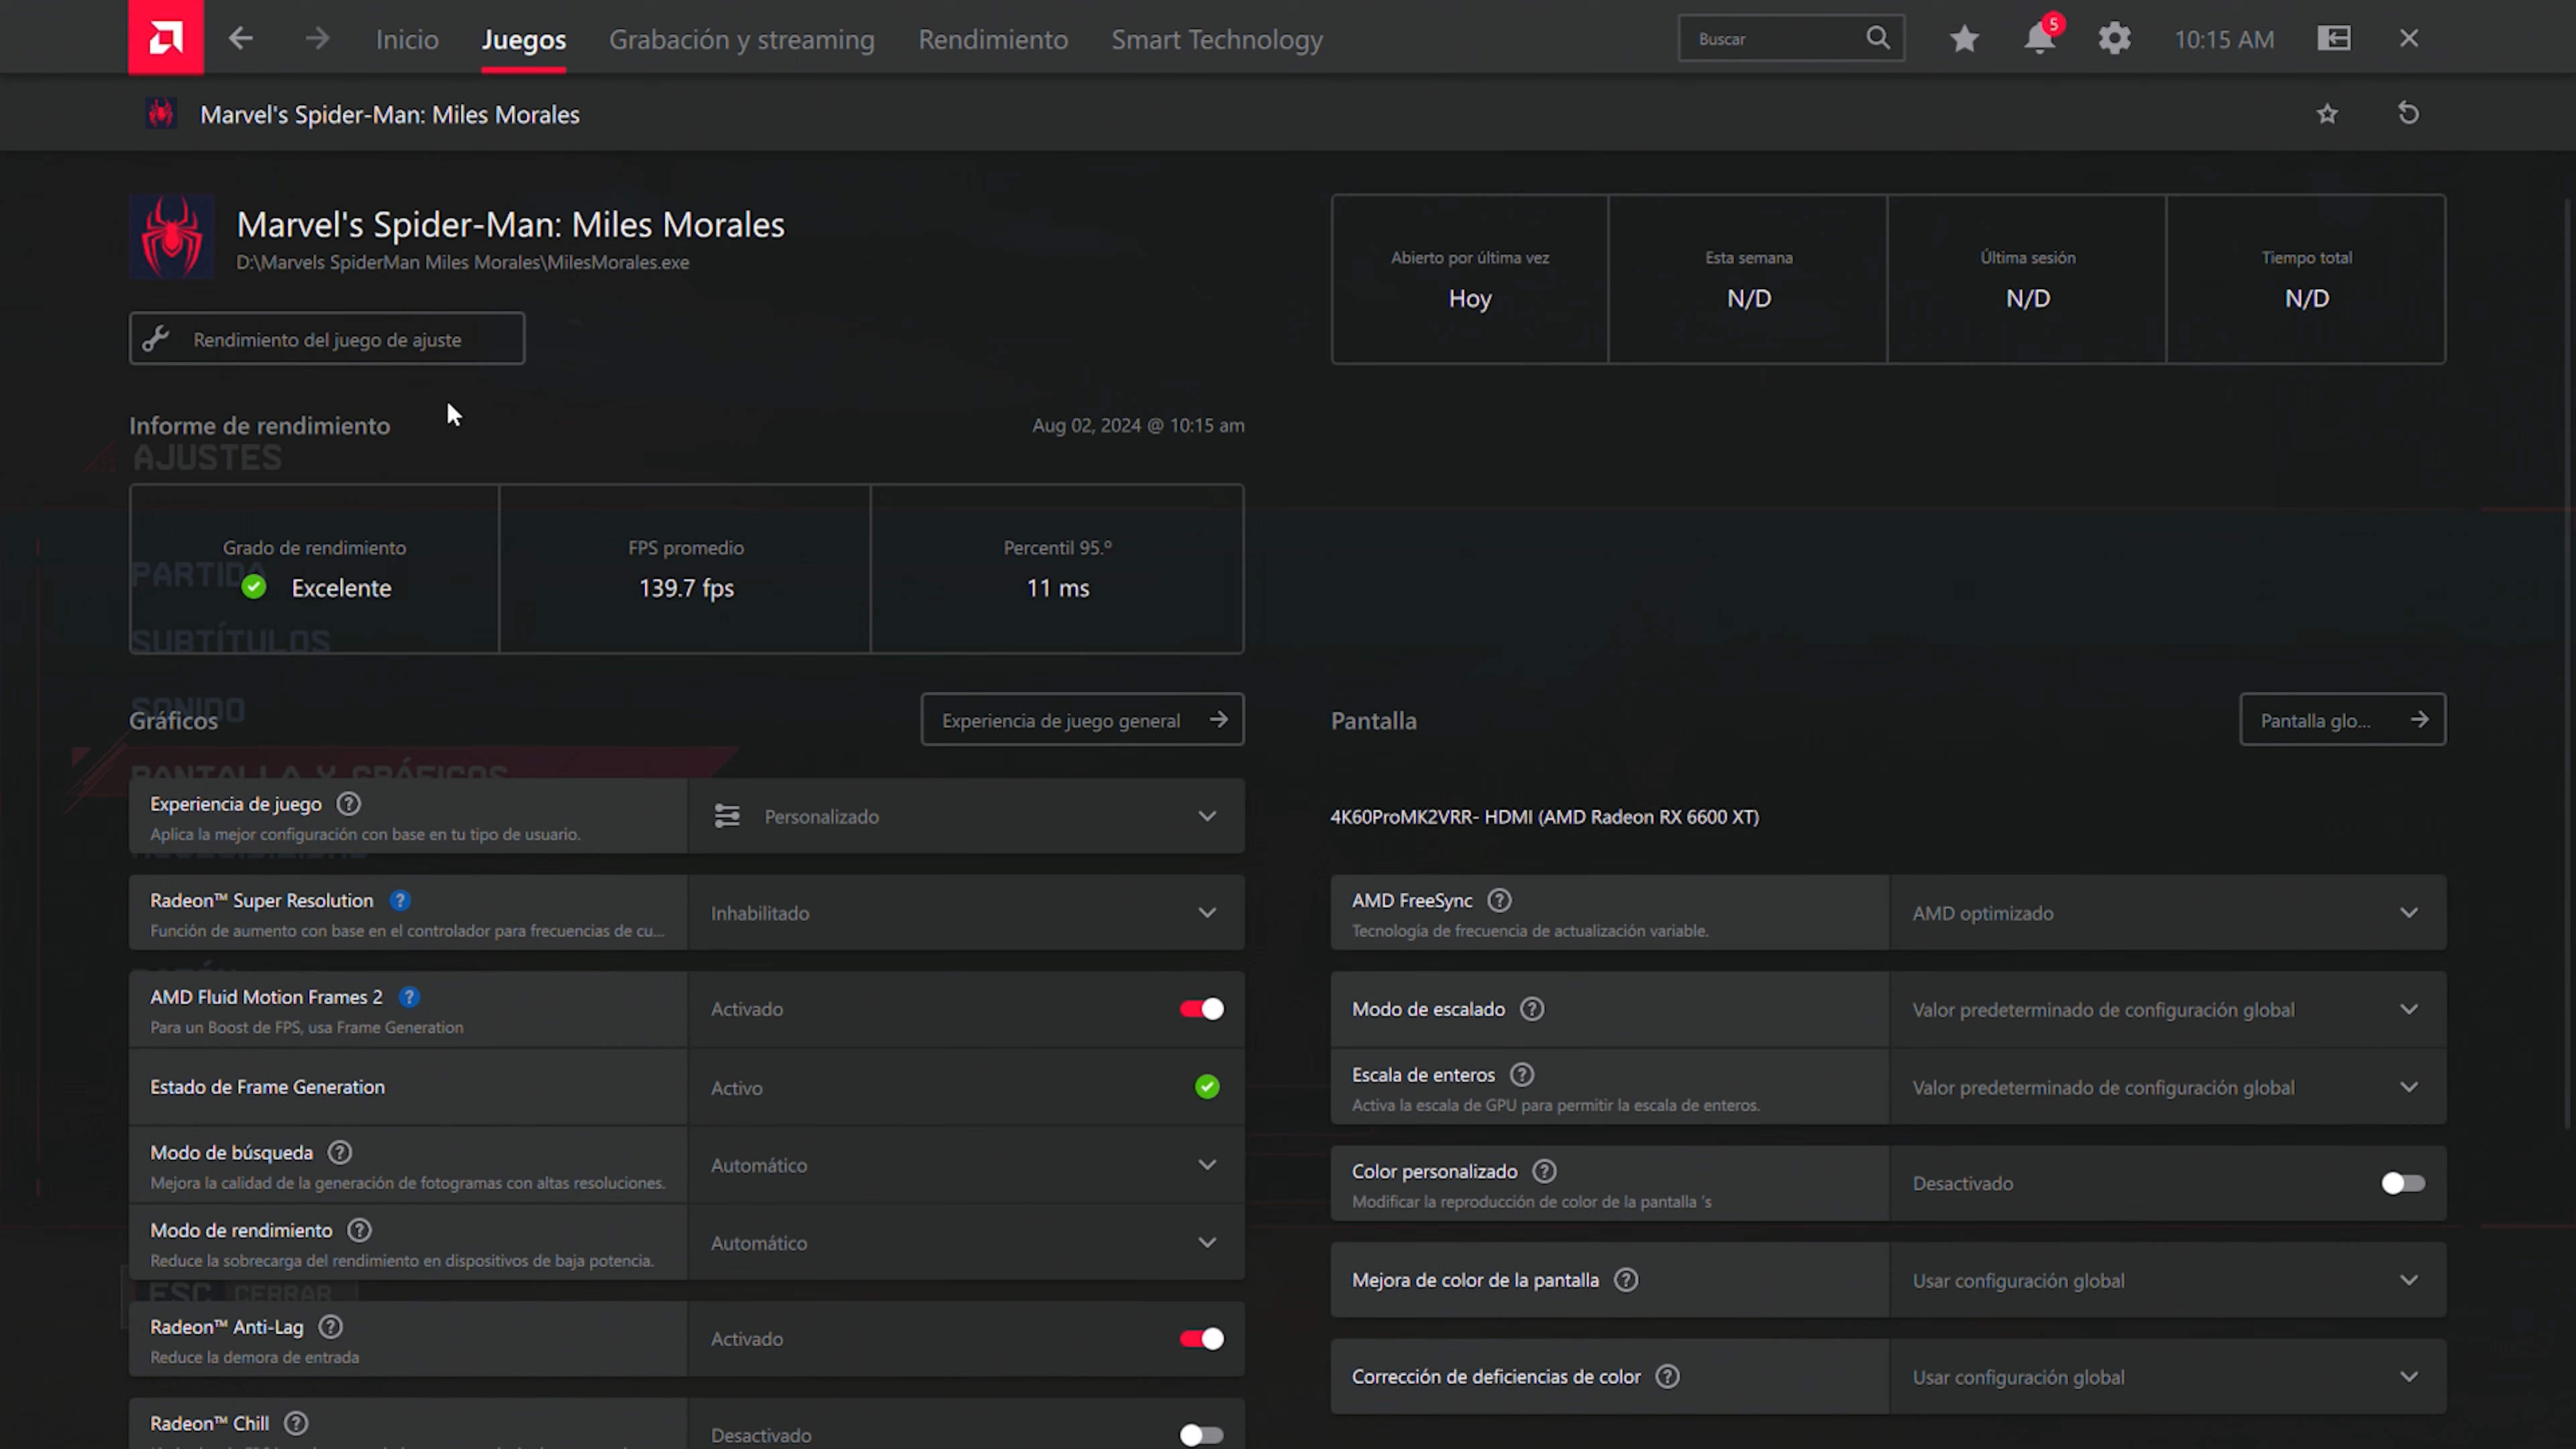 Inicio
Juegos
Grabación y streaming
Rendimiento
Smart Technology
Buscar
5
10:15 AM
Marvel's Spider-Man: Miles Morales
Marvel's Spider-Man: Miles Morales
D:\Marvels SpiderMan Miles Morales\MilesMorales.exe
Rendimiento del juego de ajuste
Abierto por última vez
Hoy
Esta semana
N/D
Última sesión
N/D
Tiempo total
N/D
Informe de rendimiento
Aug 02, 2024 @ 10:15 am
AJUSTES
Grado de rendimiento
Excelente
FPS promedio
139.7 fps
Percentil 95.º
11 ms
PARTIDA
SUBTÍTULOS
SONIDO
Gráficos
Experiencia de juego general
PANTALLA Y GRÁFICOS
Experiencia de juego
Aplica la mejor configuración con base en tu tipo de usuario.
Personalizado
Radeon™ Super Resolution
Función de aumento con base en el controlador para frecuencias de cu...
Inhabilitado
AMD Fluid Motion Frames 2
Para un Boost de FPS, usa Frame Generation
Activado
Estado de Frame Generation
Activo
Modo de búsqueda
Mejora la calidad de la generación de fotogramas con altas resoluciones.
Automático
Modo de rendimiento
Reduce la sobrecarga del rendimiento en dispositivos de baja potencia.
Automático
ESC CERRAR
Radeon™ Anti-Lag
Reduce la demora de entrada
Activado
Radeon™ Chill
Desactivado
Pantalla
Pantalla glo...
4K60ProMK2VRR- HDMI (AMD Radeon RX 6600 XT)
AMD FreeSync
Tecnología de frecuencia de actualización variable.
AMD optimizado
Modo de escalado
Valor predeterminado de configuración global
Escala de enteros
Activa la escala de GPU para permitir la escala de enteros.
Valor predeterminado de configuración global
Color personalizado
Modificar la reproducción de color de la pantalla 's
Desactivado
Mejora de color de la pantalla
Usar configuración global
Corrección de deficiencias de color
Usar configuración global